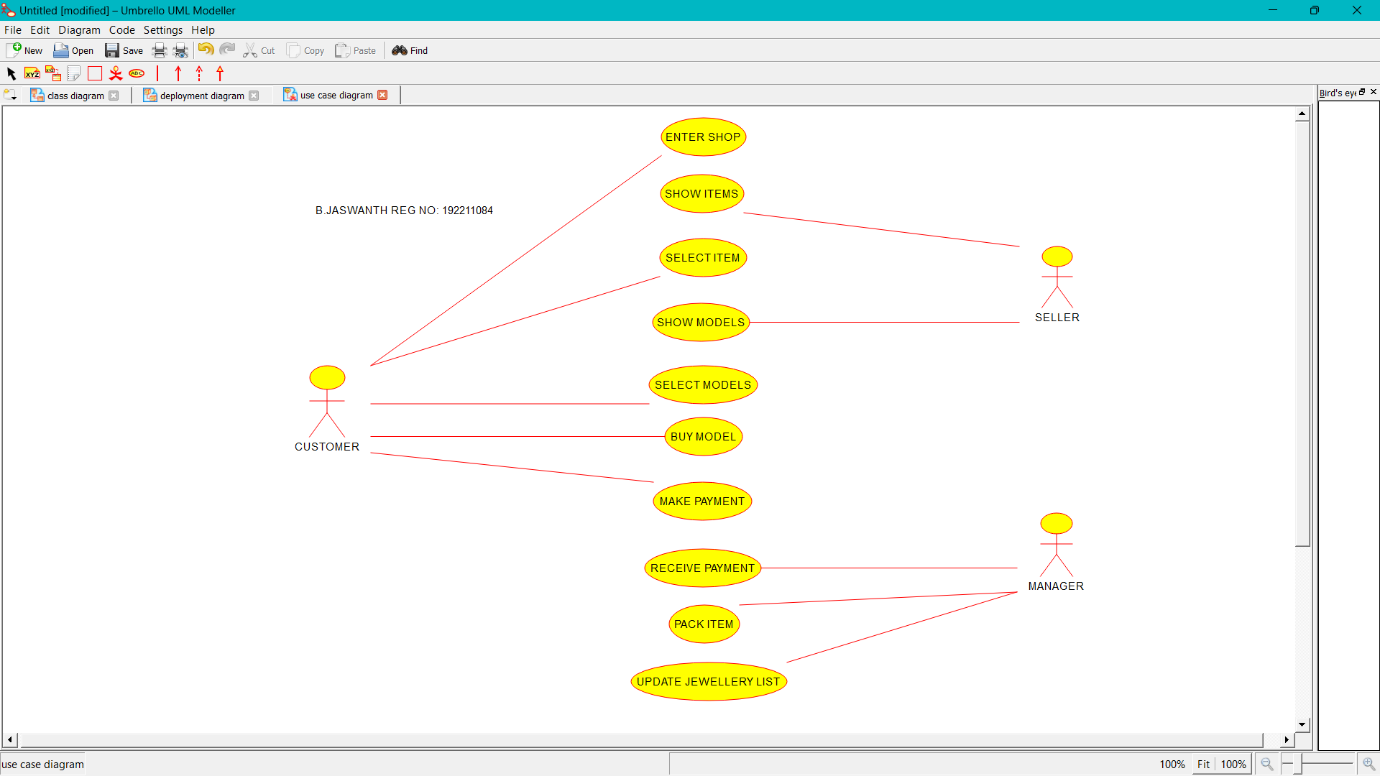 Untitled [modified] – Umbrello UML Modeller
File Edit Diagram Code Settings Help
New Open Save Cut Copy Paste Find
XYZ ABC
class diagram deployment diagram use case diagram
Bird's eye
ENTER SHOP
SHOW ITEMS
B.JASWANTH REG NO: 192211084
SELECT ITEM
SHOW MODELS
SELLER
SELECT MODELS
BUY MODEL
CUSTOMER
MAKE PAYMENT
RECEIVE PAYMENT
MANAGER
PACK ITEM
UPDATE JEWELLERY LIST
use case diagram
100% Fit 100%